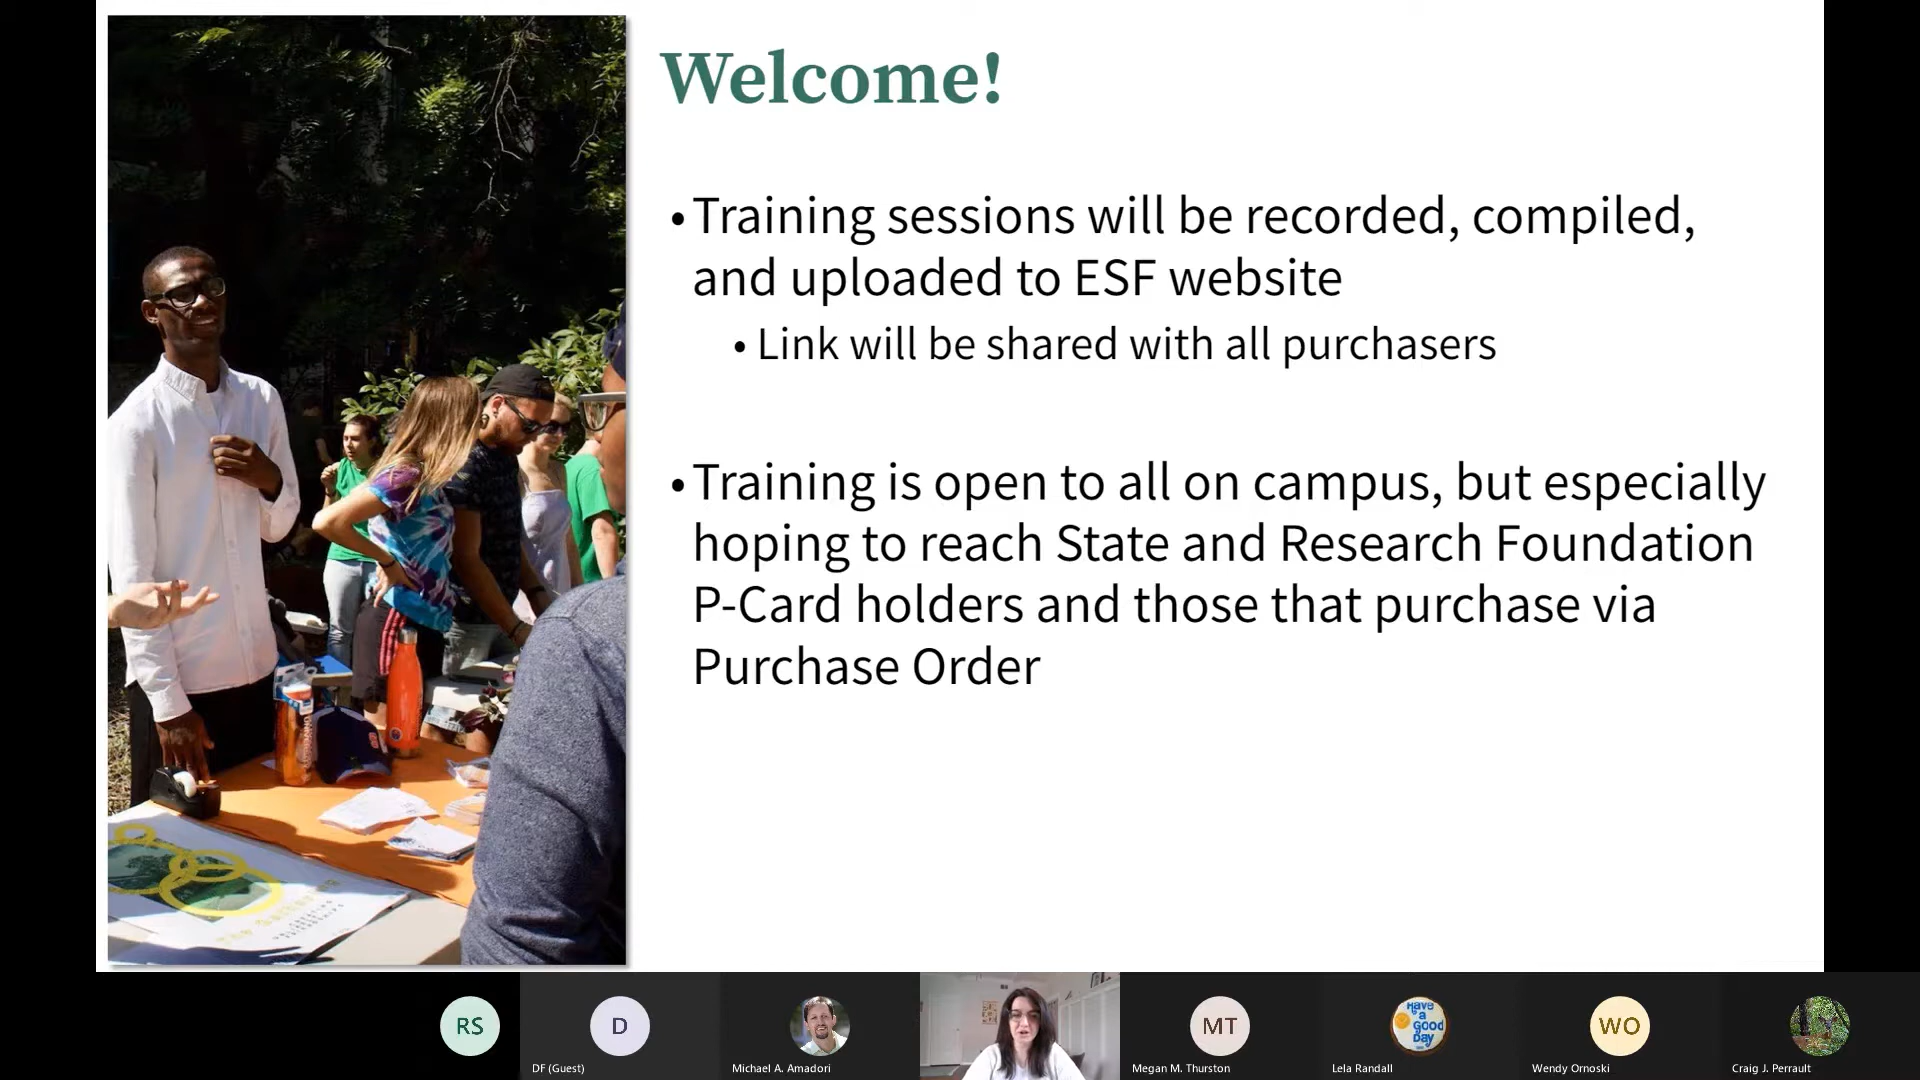 Welcome!
•Training sessions will be recorded, compiled,
and uploaded to ESF website
• Link will be shared with all purchasers
•Training is open to all on campus, but especially
hoping to reach State and Research Foundation
P-Card holders and those that purchase via
Purchase Order
RS
D
MT
Have a good Day
WO
DF (Guest)
Michael A. Amadori
Megan M. Thurston
Lela Randall
Wendy Ornoski
Craig J. Perrault